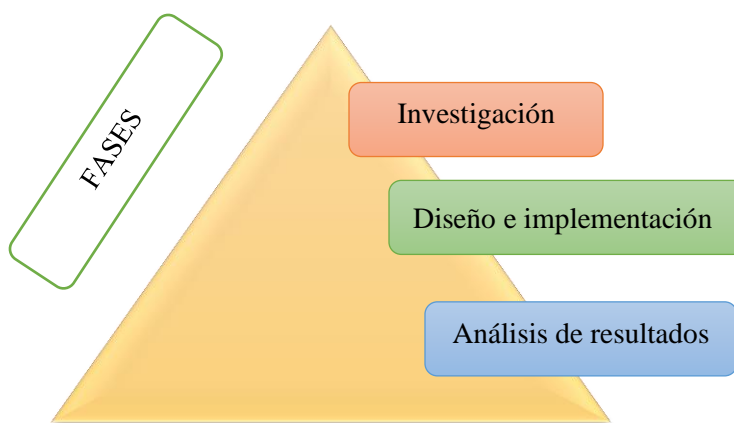 FASES
Investigación
Diseño e implementación
Análisis de resultados